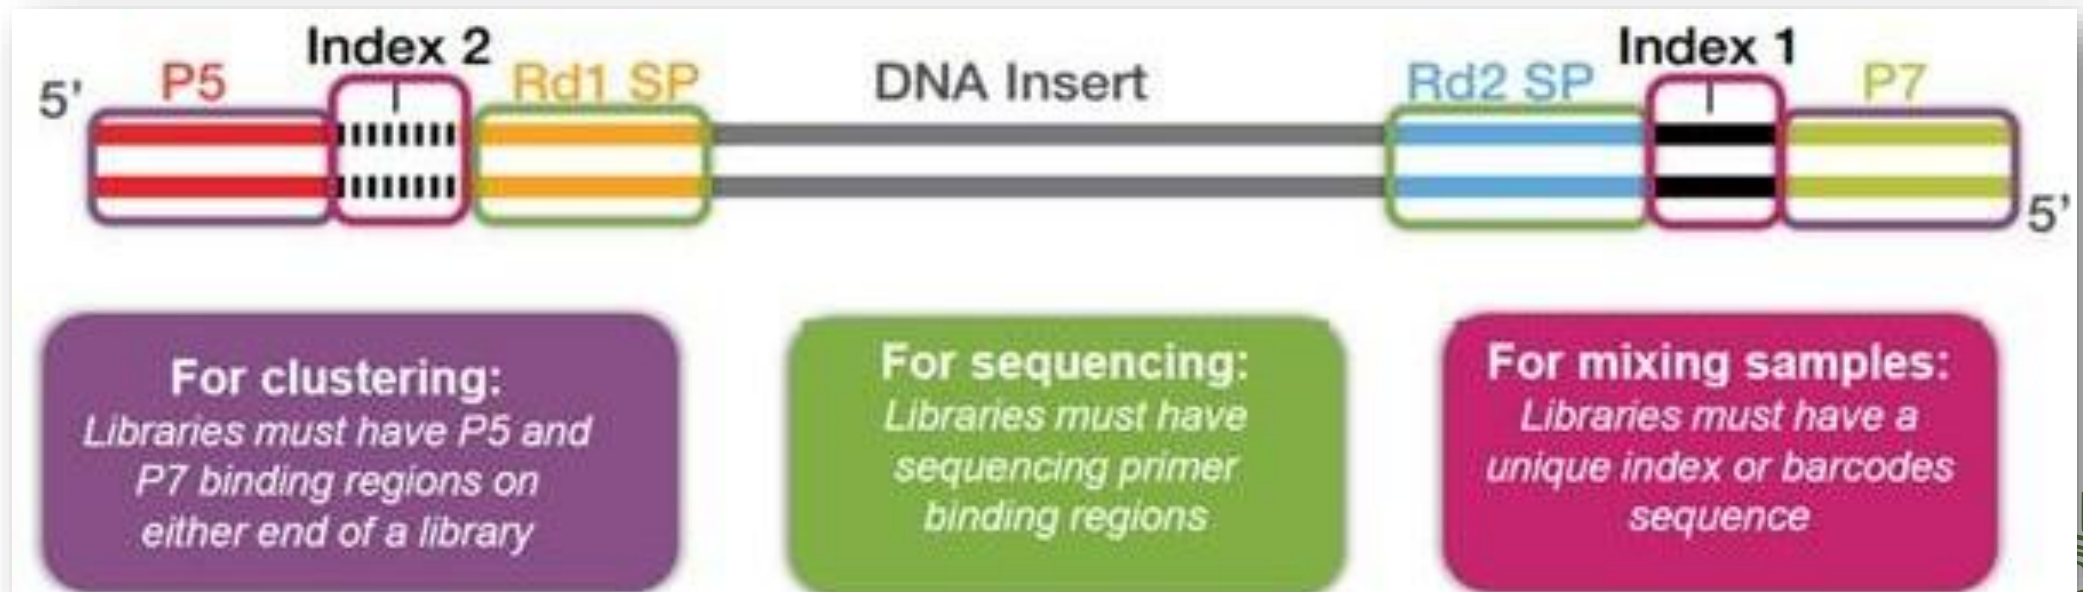 Index 2
Index 1
5’
P5
Rd1 SP
DNA Insert
Rd2 SP
P7
5’
For clustering:
Libraries must have P5 and
P7 binding regions on
either end of a library
For sequencing:
Libraries must have
sequencing primer
binding regions
For mixing samples:
Libraries must have a
unique index or barcodes
sequence